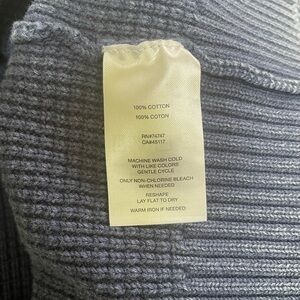 100% COTTON
100% COTON
RN#74747
CA#45117
MACHINE WASH COLD
WITH LIKE COLORS
GENTLE CYCLE
ONLY NON-CHLORINE BLEACH
WHEN NEEDED
RESHAPE
LAY FLAT TO DRY
WARM IRON IF NEEDED